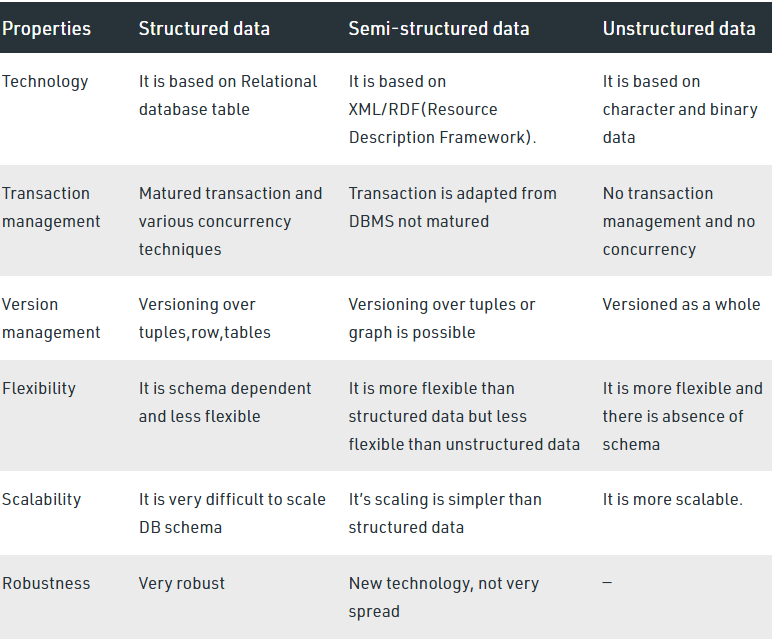 Properties Structured data Semi-structured data Unstructured data
Technology It is based on Relational It is based on It is based on
database table XML/RDF(Resource character and binary
Description Framework). data
Transaction Matured transaction and Transaction is adapted from No transaction
management various concurrency DBMS not matured management and no
techniques concurrency
Version Versioning over Versioning over tuples or Versioned as a whole
management tuples,row,tables graph is possible
Flexibility It is schema dependent It is more flexible than It is more flexible and
and less flexible structured data but less there is absence of
flexible than unstructured data schema
Scalability It is very difficult to scale It’s scaling is simpler than It is more scalable.
DB schema structured data
Robustness Very robust New technology, not very —
spread